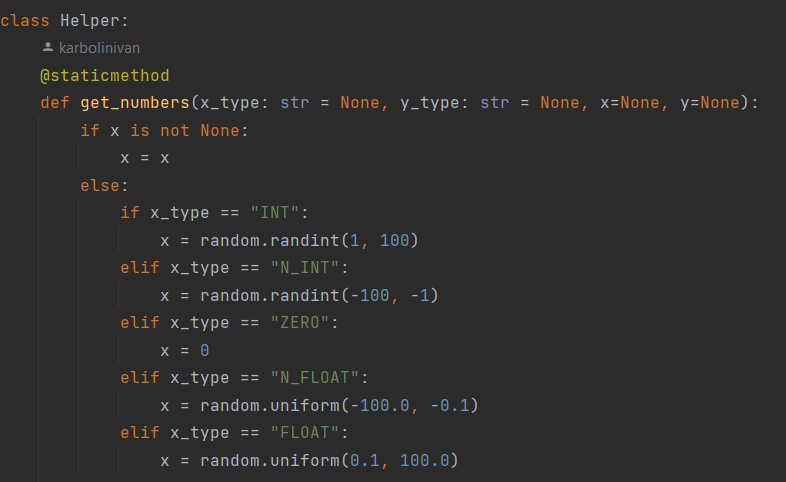 class Helper:
karbolinivan
@staticmethod
def get_numbers(x_type: str = None, y_type: str = None, x=None, y=None):
if x is not None:
x = x
else:
if x_type == "INT":
x = random.randint(1, 100)
elif x_type == "N_INT":
x = random.randint(-100, -1)
elif x_type == "ZERO":
x = 0
elif x_type == "N_FLOAT":
x = random.uniform(-100.0, -0.1)
elif x_type == "FLOAT":
x = random.uniform(0.1, 100.0)